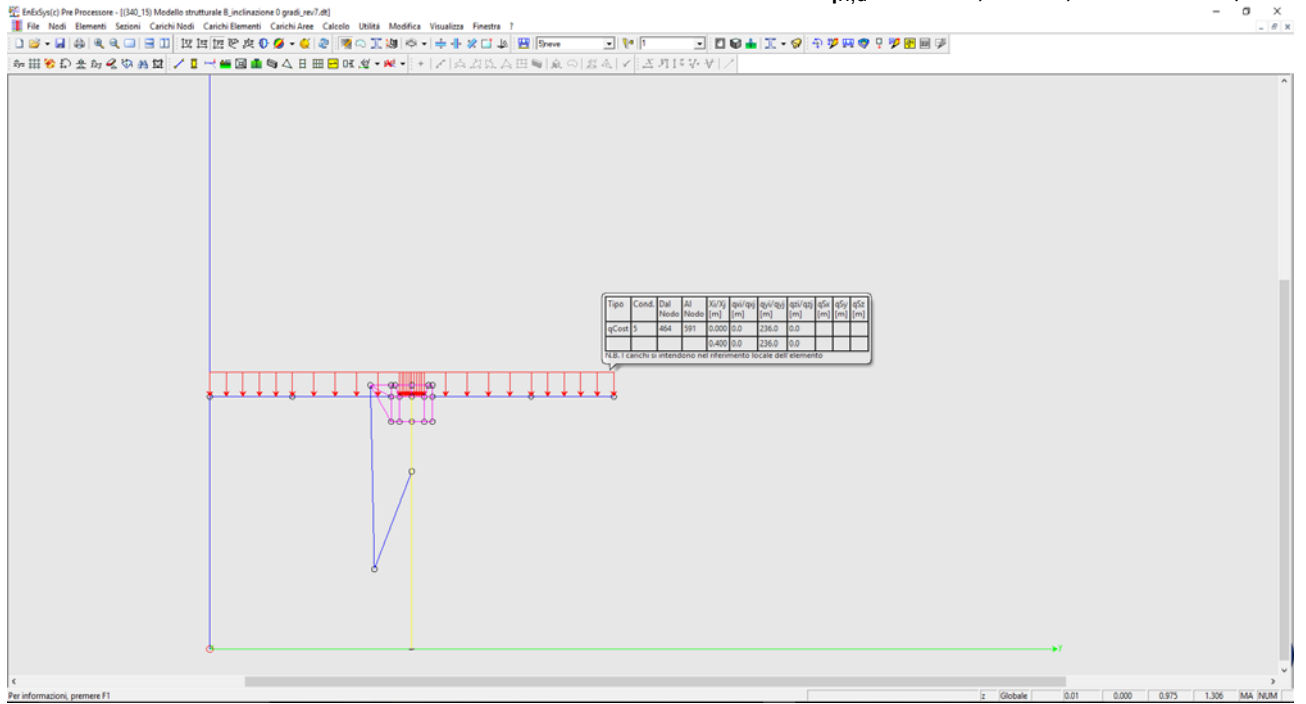 EnExSys(c) Pre Processore - [(340_15) Modello strutturale B_inclinazione 0 gradi_rev7.dt]
File Nodi Elementi Sezioni Carichi Nodi Carichi Elementi Carichi Aree Calcolo Utilità Modifica Visualizza Finestra ?
5neve 1
Tipo Cond. Dal Nodo Al Nodo Xi/Xj [m] qxi/qxj [m] qyi/qyj [m] qzi/qzj [m] qSx [m] qSy [m] qSz [m]
qCost 5 464 591 0.000 0.0 236.0 0.0
0.400 0.0 236.0 0.0
N.B. I carichi si intendono nel riferimento locale dell'elemento
Y
Per informazioni, premere F1 z Globale 0.01 0.000 0.975 1.306 MA NUM